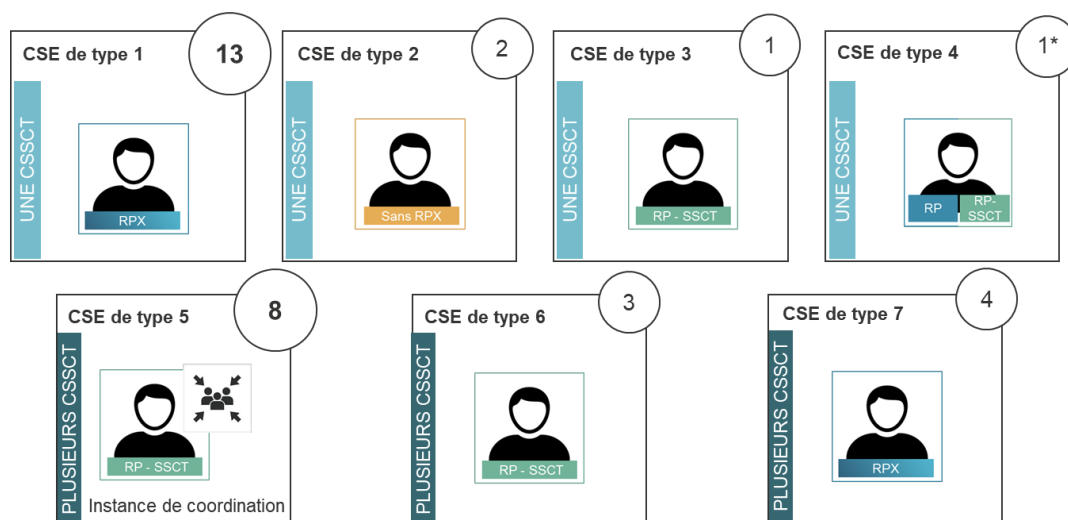 CSE de type 1
13
UNE CSSCT
RPX
CSE de type 2
2
UNE CSSCT
Sans RPX
CSE de type 3
1
UNE CSSCT
RP - SSCT
CSE de type 4
1*
UNE CSSCT
RP
RP-
SSCT
CSE de type 5
8
PLUSIEURS CSSCT
RP - SSCT
Instance de coordination
CSE de type 6
3
PLUSIEURS CSSCT
RP - SSCT
CSE de type 7
4
PLUSIEURS CSSCT
RPX